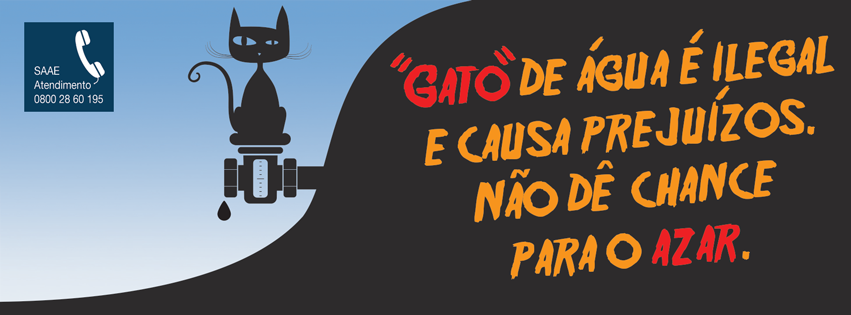 SAAE
Atendimento
0800 28 60 195
"GATO" DE ÁGUA É ILEGAL
E CAUSA PREJUÍZOS.
NÃO DÊ CHANCE
PARA O AZAR.